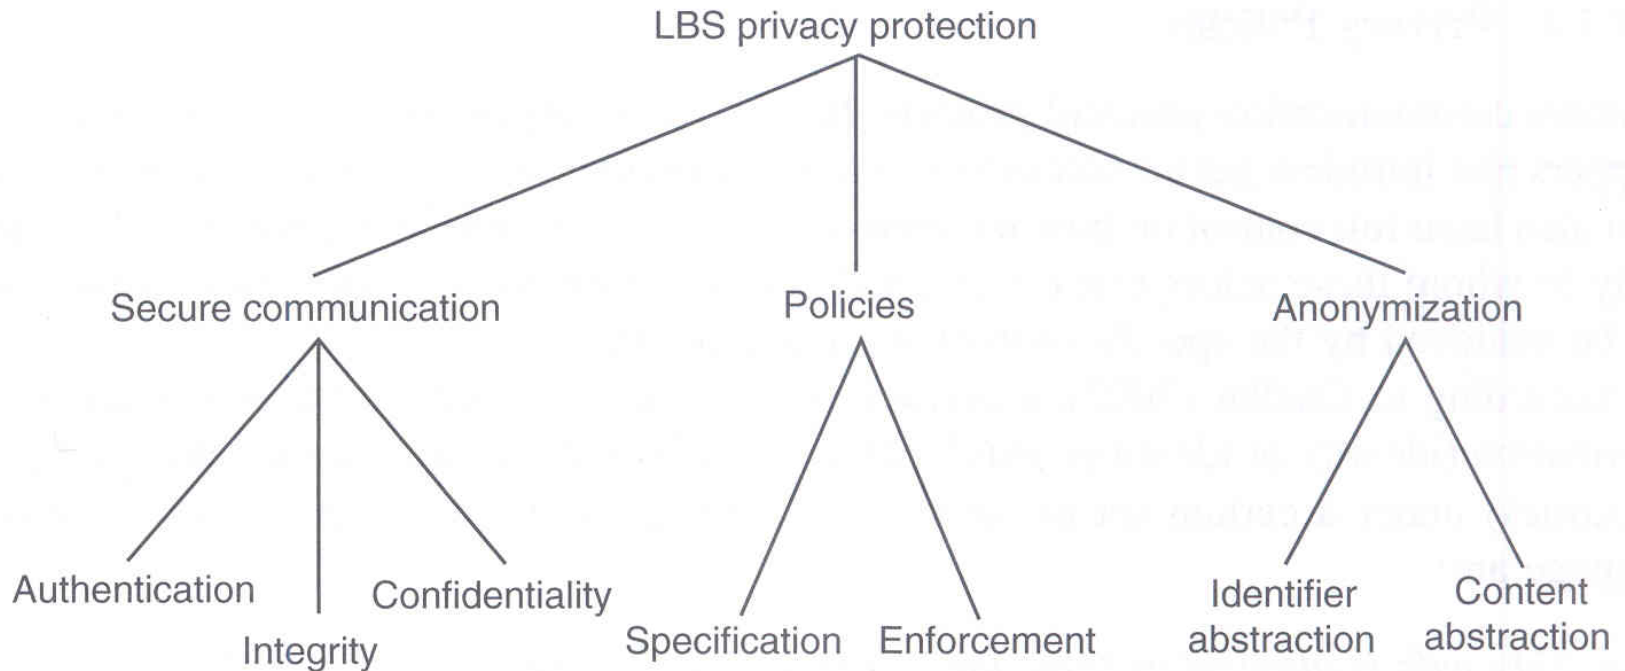 LBS privacy protection
Secure communication
Policies
Anonymization
Authentication
Integrity
Confidentiality
Specification
Enforcement
Identifier
abstraction
Content
abstraction